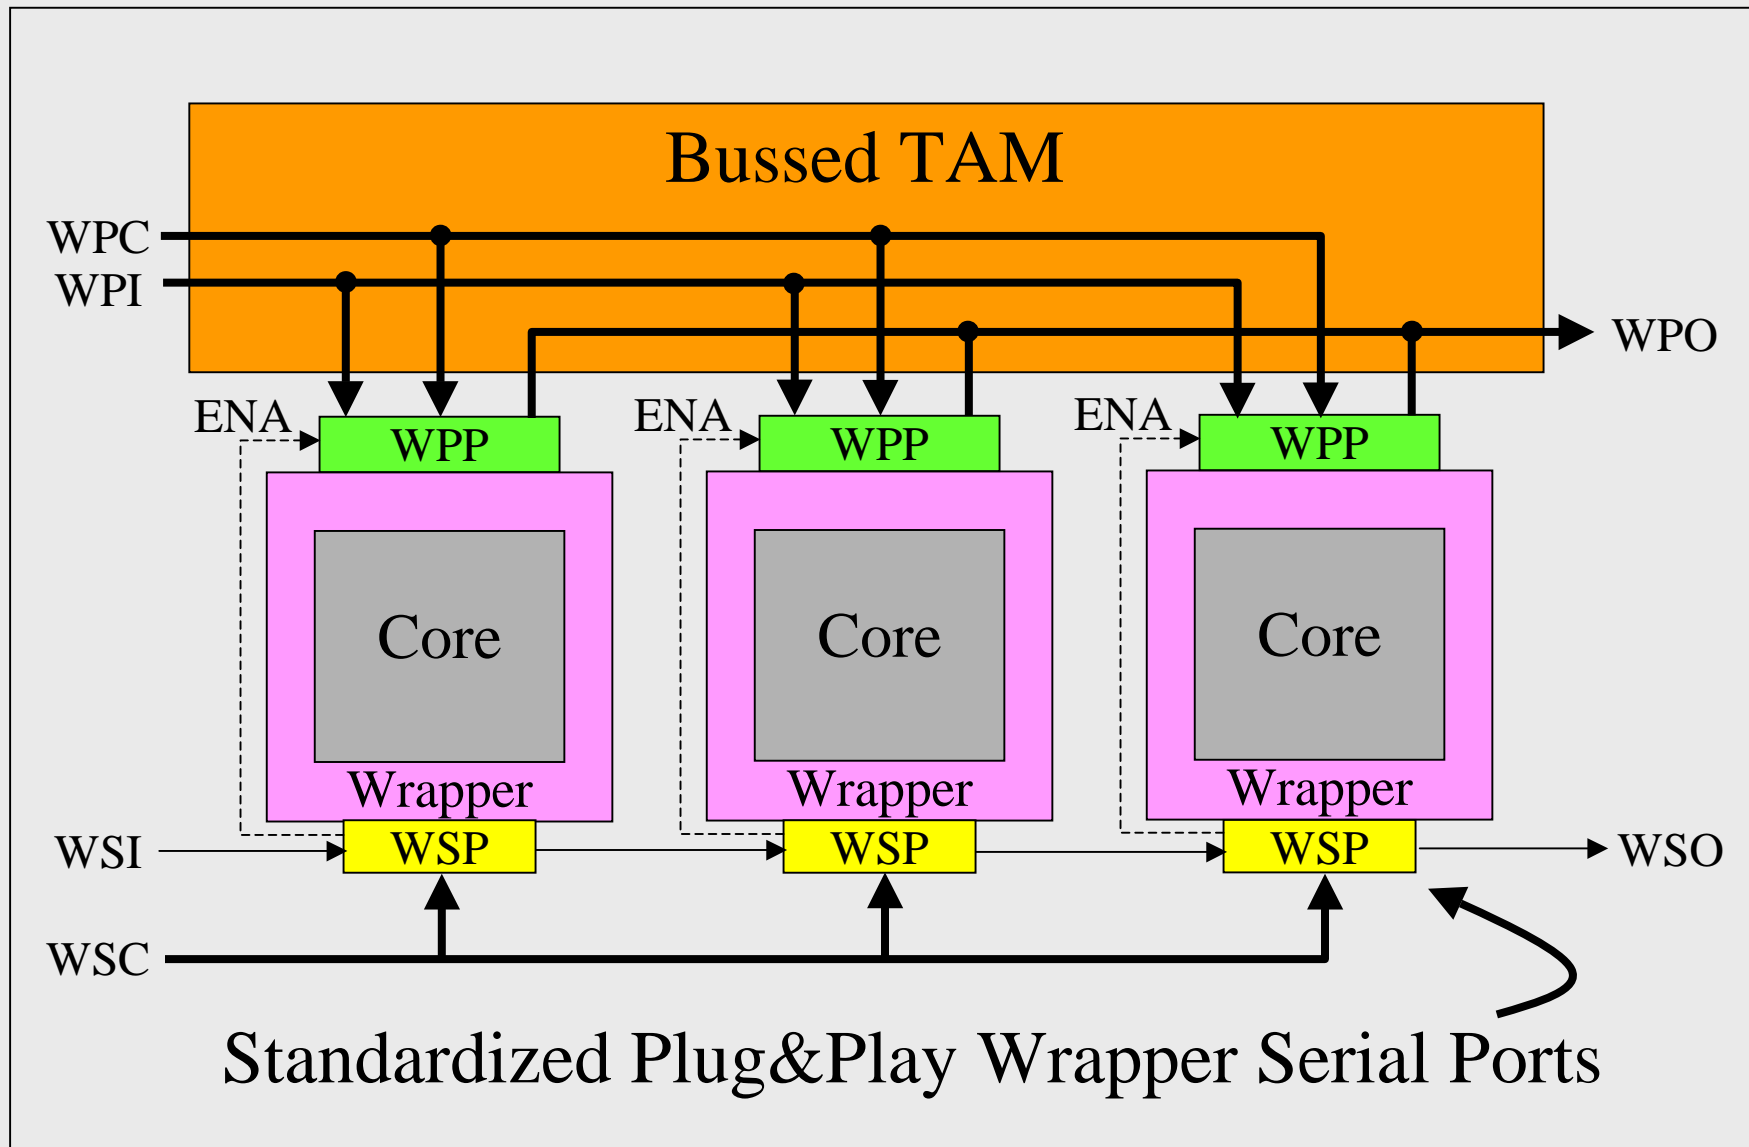 Bussed TAM
WPC
WPI
WPO
ENA
ENA
ENA
WPP
WPP
WPP
Core
Core
Core
Wrapper
Wrapper
Wrapper
WSI
WSP
WSP
WSP
WSO
WSC
Standardized Plug&Play Wrapper Serial Ports